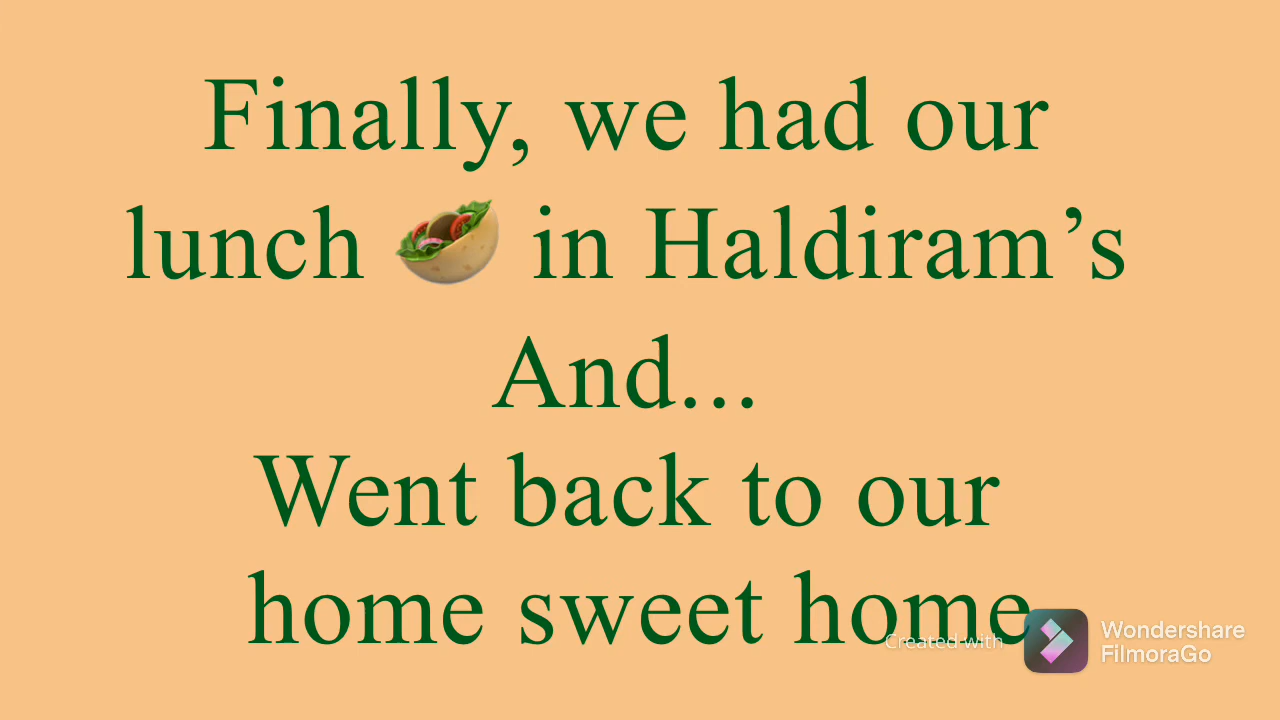 Finally, we had our
lunch 🥙 in Haldiram’s
And...
Went back to our
home sweet home
Created with
Wondershare
FilmoraGo